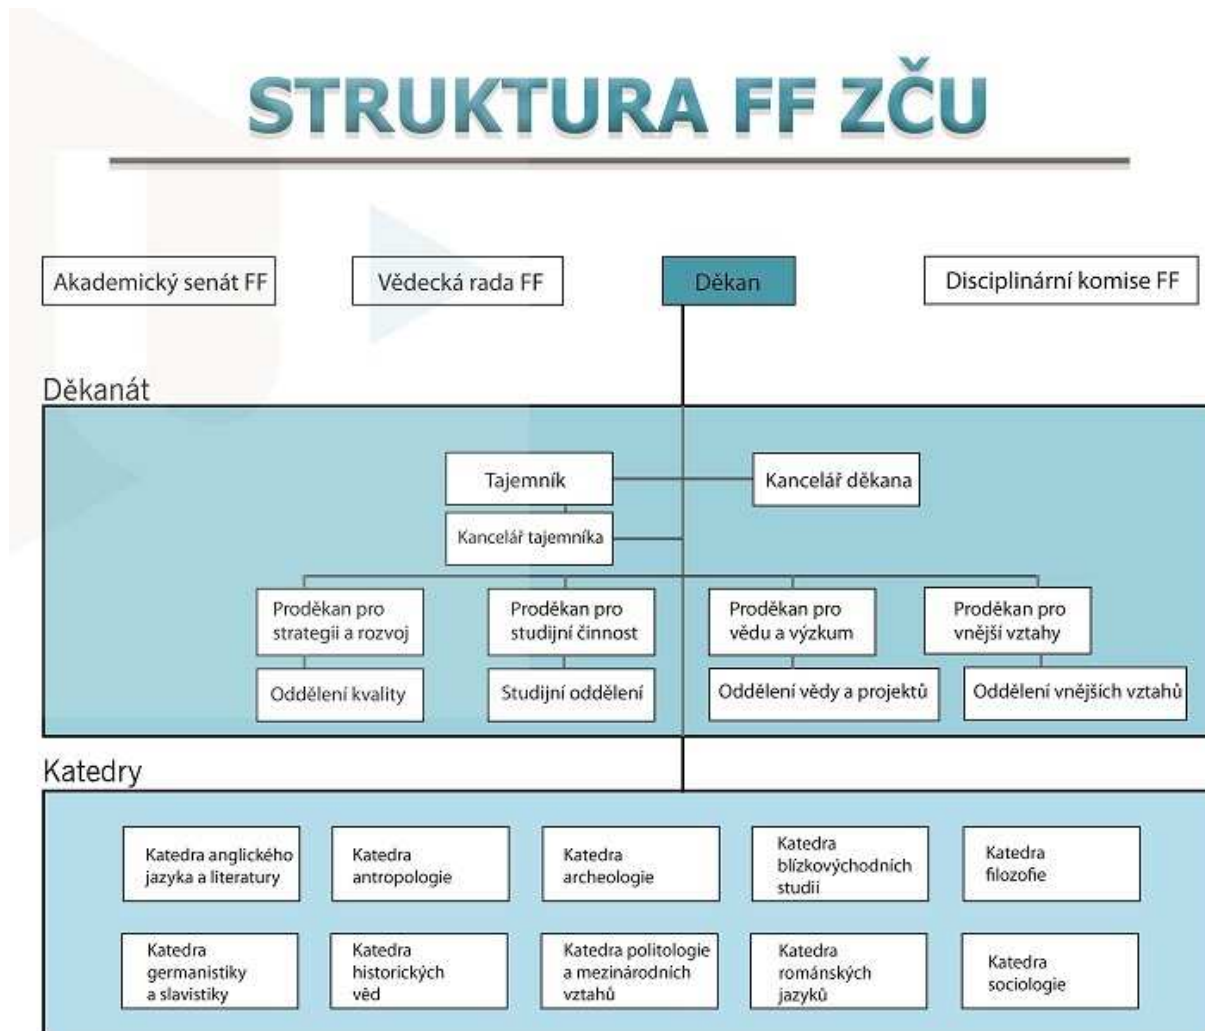 STRUKTURA FF ZČU
Akademický senát FF
Vědecká rada FF
Děkan
Disciplinární komise FF
Děkanát
Tajemník
Kancelář děkana
Kancelář tajemníka
Proděkan pro
strategii a rozvoj
Proděkan pro
studijní činnost
Proděkan pro
vědu a výzkum
Proděkan pro
vnější vztahy
Oddělení kvality
Studijní oddělení
Oddělení vědy a projektů
Oddělení vnějších vztahů
Katedry
Katedra anglického
jazyka a literatury
Katedra
antropologie
Katedra
archeologie
Katedra
blízkovýchodních
studií
Katedra
filozofie
Katedra
germanistiky
a slavistiky
Katedra
historických
věd
Katedra politologie
a mezinárodních
vztahů
Katedra
románských
jazyků
Katedra
sociologie